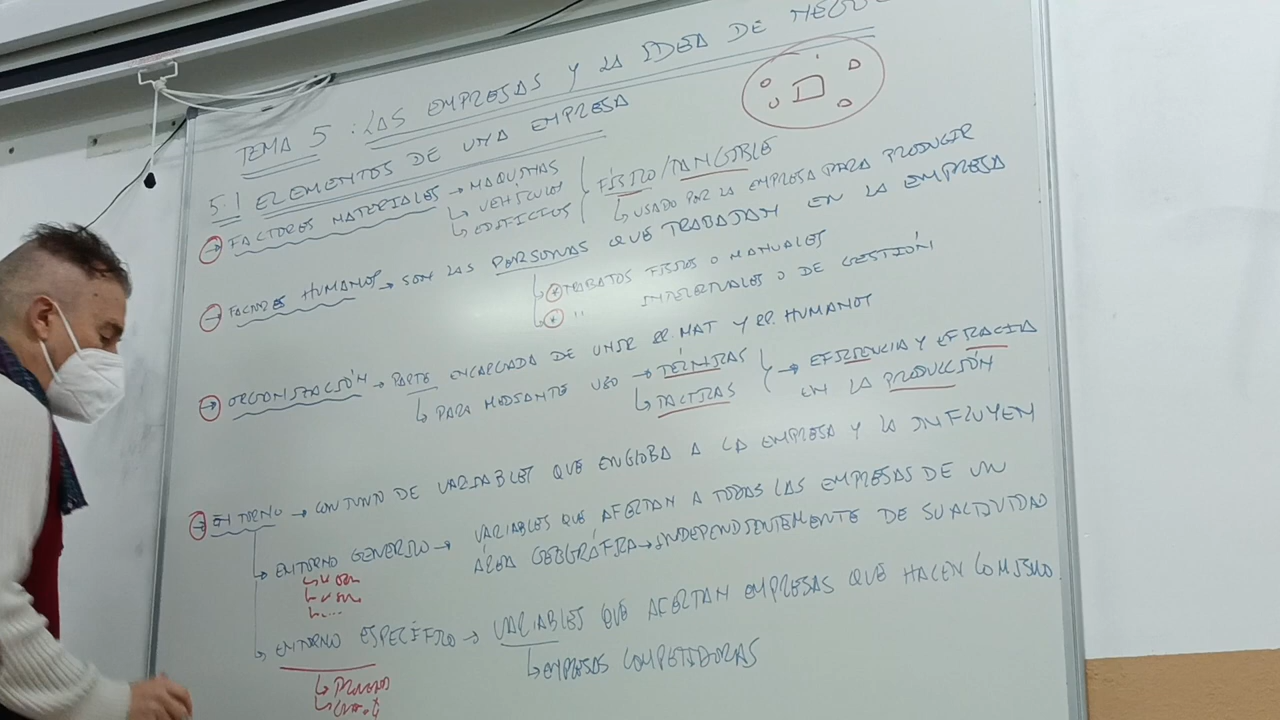 TEMA 5: LAS EMPRESAS Y LA IDEA DE NEGOC
5.1 ELEMENTOS DE UNA EMPRESA
→ FACTORES MATERIALES → MAQUINAS
↳ VEHÍCULOS
↳ EDIFICIOS
FÍSICO/TANGIBLE
↳ USADO POR LA EMPRESA PARA PRODUCIR
→ FACTORES HUMANOS → SON LAS PERSONAS QUE TRABAJAN EN LA EMPRESA
↳ TRABAJOS FISICOS O MANUALES
↳ " INTELECTUALES O DE GESTIÓN
→ ORGANIZACIÓN → PARTE ENCARGADA DE UNIR RR. MAT Y RR. HUMANOS
↳ PARA MEDIANTE USO → TÉCNICAS
↳ TACTICAS
→ EFICIENCIA Y EFICACIA
EN LA PRODUCCIÓN
→ ENTORNO → CONJUNTO DE VARIABLES QUE ENGLOBA A LA EMPRESA Y LA INFLUYEN
↳ ENTORNO GENERICO → VARIABLES QUE AFECTAN A TODAS LAS EMPRESAS DE UN
ÁREA GEOGRÁFICA → INDEPENDIENTEMENTE DE SU ACTIVIDAD
↳ ENTORNO ESPECÍFICO → VARIABLES QUE AFECTAN EMPRESAS QUE HACEN LO MISMO
↳ EMPRESAS COMPETIDORAS